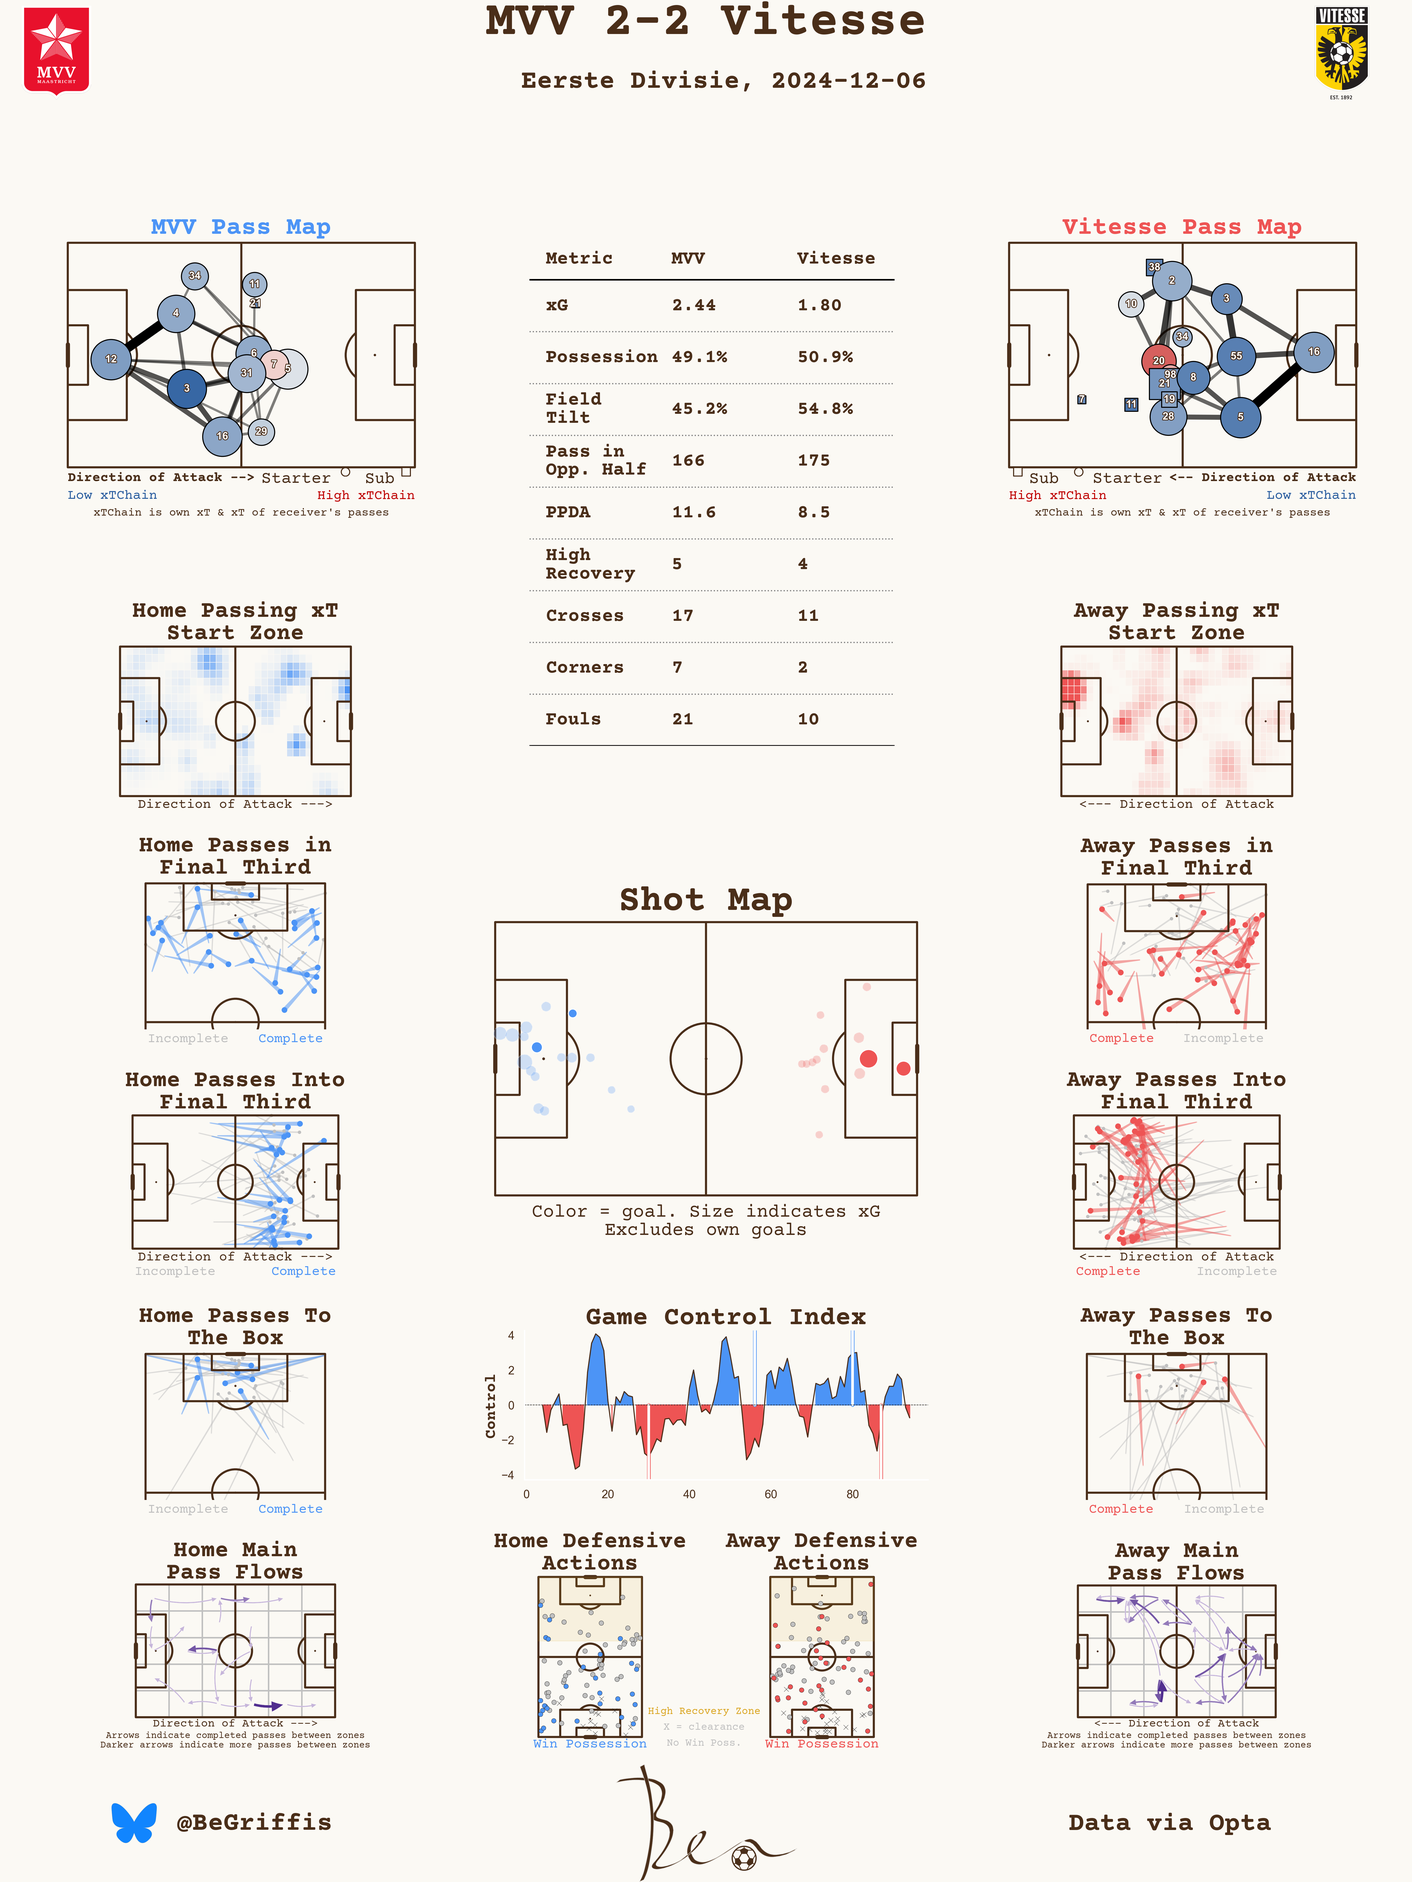 MVV 2-2 Vitesse
Eerste Divisie, 2024-12-06
MVV
MAASTRICHT
VITESSE
EST. 1892
MVV Pass Map
34
11
21
4
12
6
7
5
31
3
16
29
Direction of Attack --> Starter Sub
Low xTChain High xTChain
xTChain is own xT & xT of receiver's passes
Metric MVV Vitesse
xG 2.44 1.80
Possession 49.1% 50.9%
Field
Tilt 45.2% 54.8%
Pass in
Opp. Half 166 175
PPDA 11.6 8.5
High
Recovery 5 4
Crosses 17 11
Corners 7 2
Fouls 21 10
Vitesse Pass Map
38
2
10
3
34
20
55
16
98
8
21
7
11
19
28
5
Sub Starter <-- Direction of Attack
High xTChain Low xTChain
xTChain is own xT & xT of receiver's passes
Home Passing xT
Start Zone
Direction of Attack --->
Away Passing xT
Start Zone
<--- Direction of Attack
Home Passes in
Final Third
Incomplete Complete
Away Passes in
Final Third
Complete Incomplete
Shot Map
Color = goal. Size indicates xG
Excludes own goals
Home Passes Into
Final Third
Direction of Attack --->
Incomplete Complete
Away Passes Into
Final Third
<--- Direction of Attack
Complete Incomplete
Home Passes To
The Box
Incomplete Complete
Game Control Index
Control
4
2
0
−2
−4
0 20 40 60 80
Away Passes To
The Box
Complete Incomplete
Home Main
Pass Flows
Direction of Attack --->
Arrows indicate completed passes between zones
Darker arrows indicate more passes between zones
Home Defensive
Actions
Win Possession
Away Defensive
Actions
Win Possession
High Recovery Zone
X = clearance
No Win Poss.
Away Main
Pass Flows
<--- Direction of Attack
Arrows indicate completed passes between zones
Darker arrows indicate more passes between zones
@BeGriffis
Ben
Data via Opta